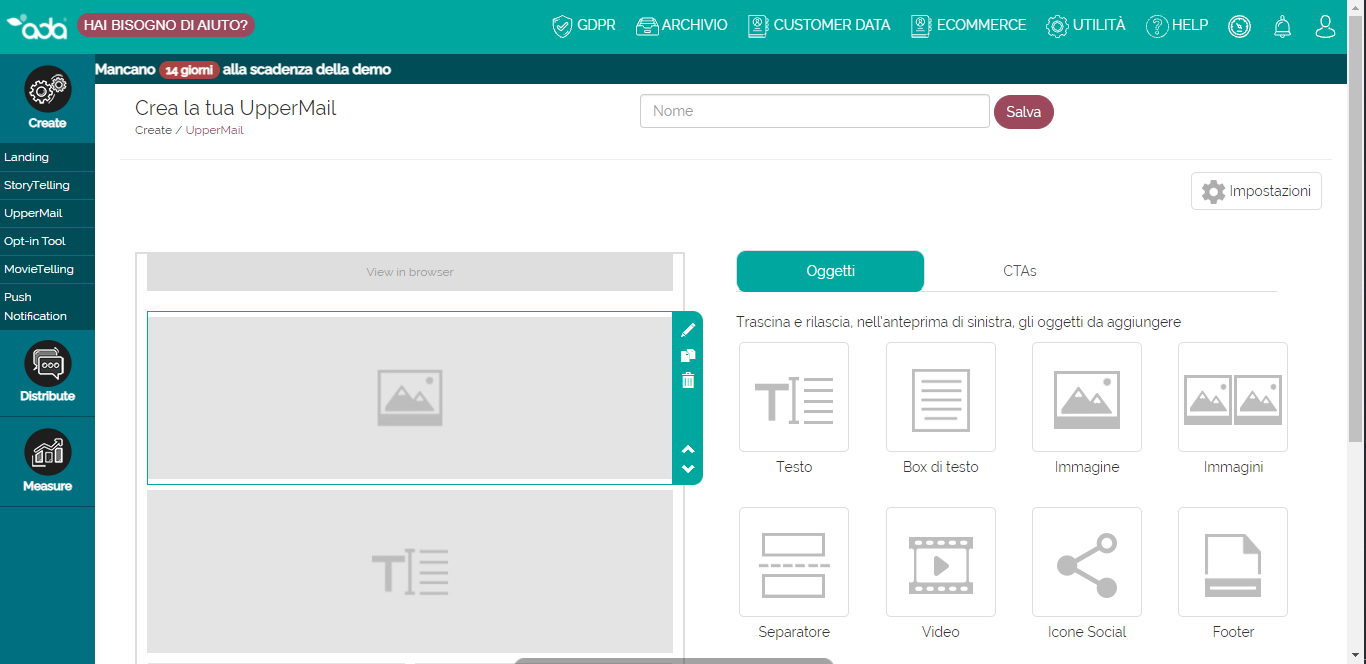 ada HAI BISOGNO DI AIUTO? GDPR ARCHIVIO CUSTOMER DATA ECOMMERCE UTILITÀ HELP
Mancano 14 giorni alla scadenza della demo
Create
Landing
StoryTelling
UpperMail
Opt-in Tool
MovieTelling
Push
Notification
Distribute
Measure
Crea la tua UpperMail
Create / UpperMail
Nome
Salva
Impostazioni
View in browser
Oggetti CTAs
Trascina e rilascia, nell'anteprima di sinistra, gli oggetti da aggiungere
Testo Box di testo Immagine Immagini
Separatore Video Icone Social Footer